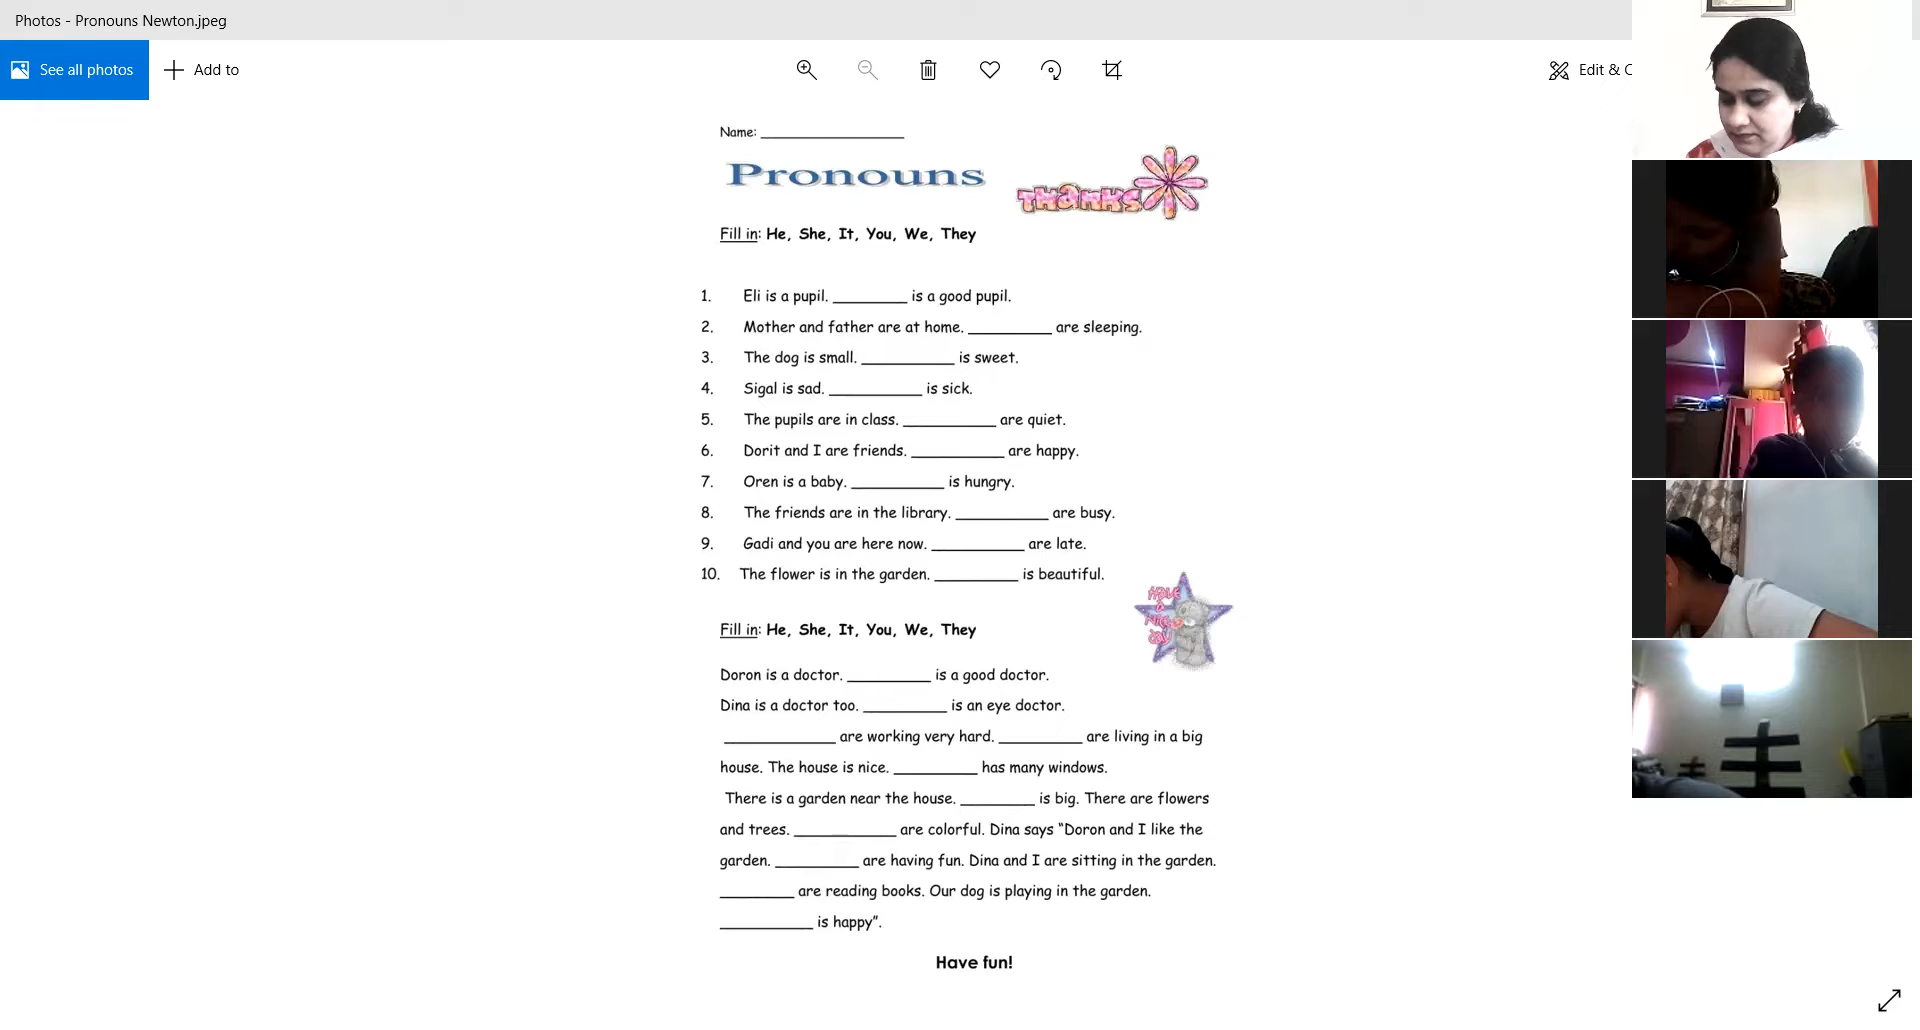 Photos - Pronouns Newton.jpeg
See all photos
Add to
Edit & C
Name: ____________________
Pronouns
THANKS
Fill in: He, She, It, You, We, They
1. Eli is a pupil. ________ is a good pupil.
2. Mother and father are at home. _________ are sleeping.
3. The dog is small. __________ is sweet.
4. Sigal is sad. __________ is sick.
5. The pupils are in class. __________ are quiet.
6. Dorit and I are friends. __________ are happy.
7. Oren is a baby. __________ is hungry.
8. The friends are in the library. __________ are busy.
9. Gadi and you are here now. __________ are late.
10. The flower is in the garden. _________ is beautiful.
HAVE
a
Nice
day
Fill in: He, She, It, You, We, They
Doron is a doctor. _________ is a good doctor.
Dina is a doctor too. _________ is an eye doctor.
____________ are working very hard. _________ are living in a big
house. The house is nice. _________ has many windows.
There is a garden near the house. ________ is big. There are flowers
and trees. ___________ are colorful. Dina says “Doron and I like the
garden. _________ are having fun. Dina and I are sitting in the garden.
________ are reading books. Our dog is playing in the garden.
__________ is happy”.
Have fun!